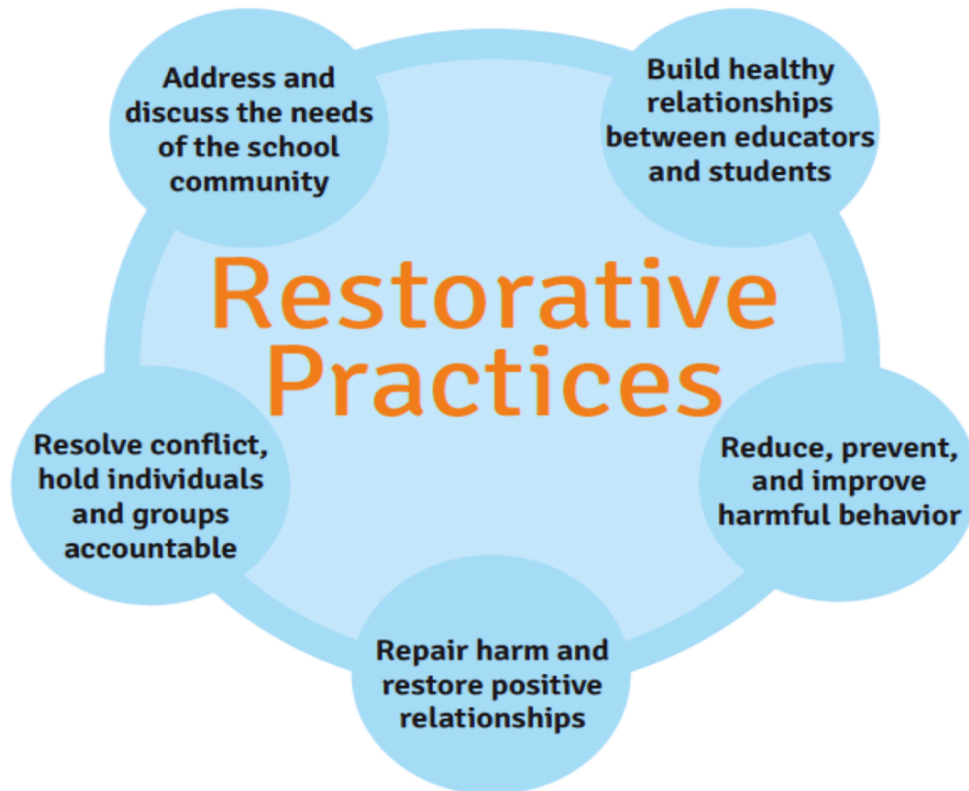 Address and
discuss the needs
of the school
community
Build healthy
relationships
between educators
and students
Restorative
Practices
Resolve conflict,
hold individuals
and groups
accountable
Reduce, prevent,
and improve
harmful behavior
Repair harm and
restore positive
relationships